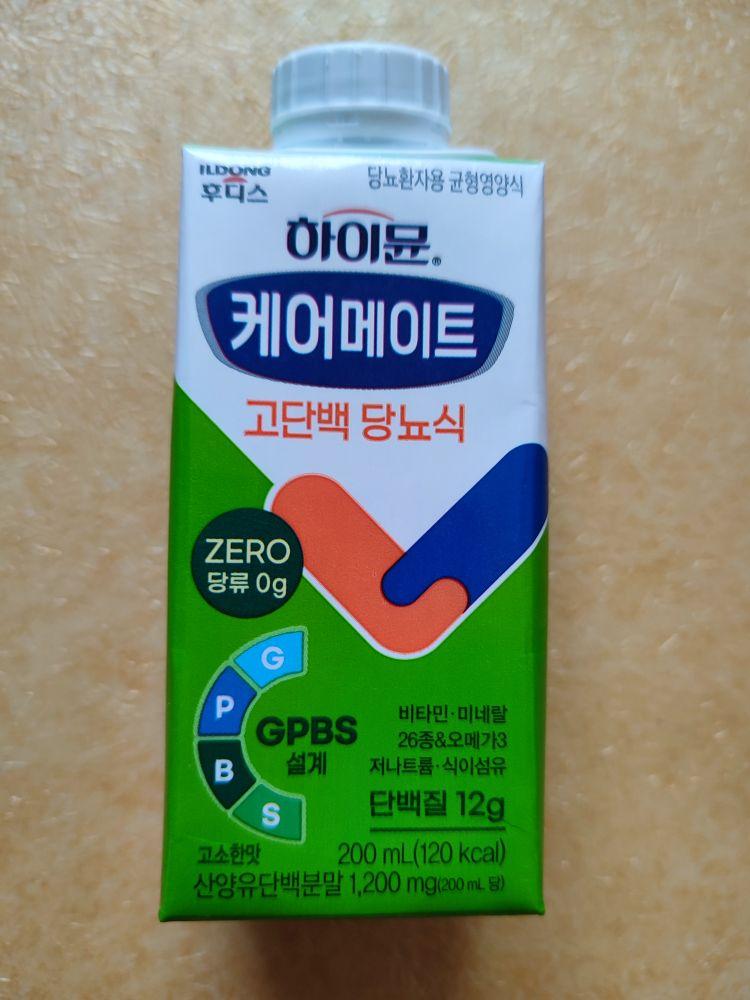 ILDONG
후디스
당뇨환자용 균형영양식
하이뮨®
케어메이트
고단백 당뇨식
ZERO
당류 0g
G
P
B
S
GPBS
설계
비타민·미네랄
26종&오메가3
저나트륨·식이섬유
단백질 12g
고소한맛
200 mL(120 kcal)
산양유단백분말 1,200 mg(200 mL 당)